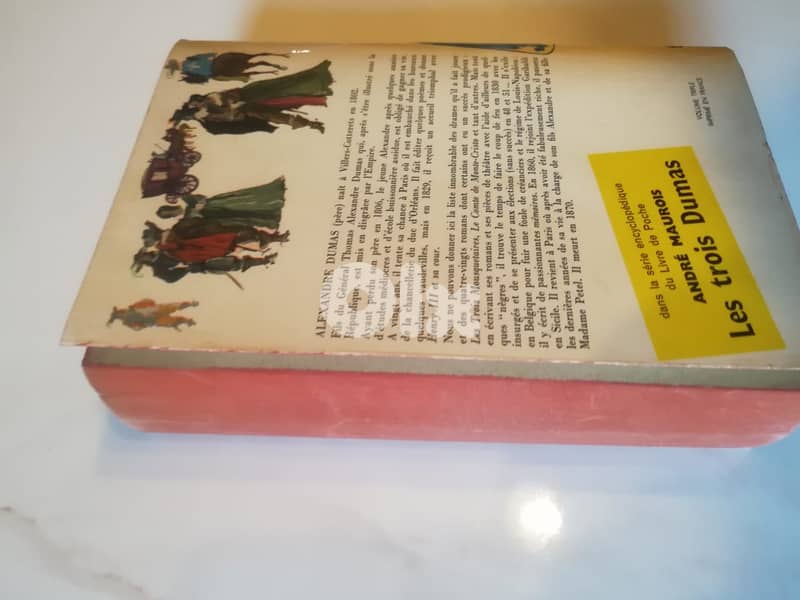 ALEXANDRE DUMAS (père) naît à Villers-Cotterets en 1802.
Fils du Général Thomas Alexandre Dumas qui, après s'être illustré sous la
République, est mis en disgrâce par l'Empire.
Ayant perdu son père en 1806, le jeune Alexandre après quelques années
d'études médiocres et d'école buissonnière assidue, est obligé de gagner sa vie.
A vingt ans, il tente sa chance à Paris où il est embauché dans les bureaux
de la chancellerie du duc d'Orléans. Il fait éditer quelques poèmes et donne
quelques vaudevilles, mais en 1829, il reçoit un accueil triomphal avec
Henry III et sa cour.
Nous ne pouvons donner ici la liste innombrable des drames qu'il a fait jouer
et des quatre-vingts romans dont certains ont eu un succès prodigieux :
Les Trois Mousquetaires, Le Comte de Monte-Cristo et tant d'autres. Mais tout
en écrivant ses romans et ses pièces de théâtre avec l'aide d'ailleurs de quel-
ques "nègres", il trouve le temps de faire le coup de feu en 1830 avec les
insurgés et de se présenter aux élections (sans succès) en 48 et 51... Il s'exile
en Belgique pour fuir une foule de créanciers et le régime de Louis-Napoléon :
il y écrit de passionnantes mémoires. En 1860, il rejoint l'expédition Garibaldi
en Sicile. Il revient à Paris où après avoir été fabuleusement riche, il passera
les dernières années de sa vie à la charge de son fils Alexandre et de sa fille
Madame Petel. Il meurt en 1870.
dans la série encyclopédique
du Livre de Poche
ANDRÉ MAUROIS
Les trois Dumas
VOLUME TRIPLE
IMPRIMÉ EN FRANCE